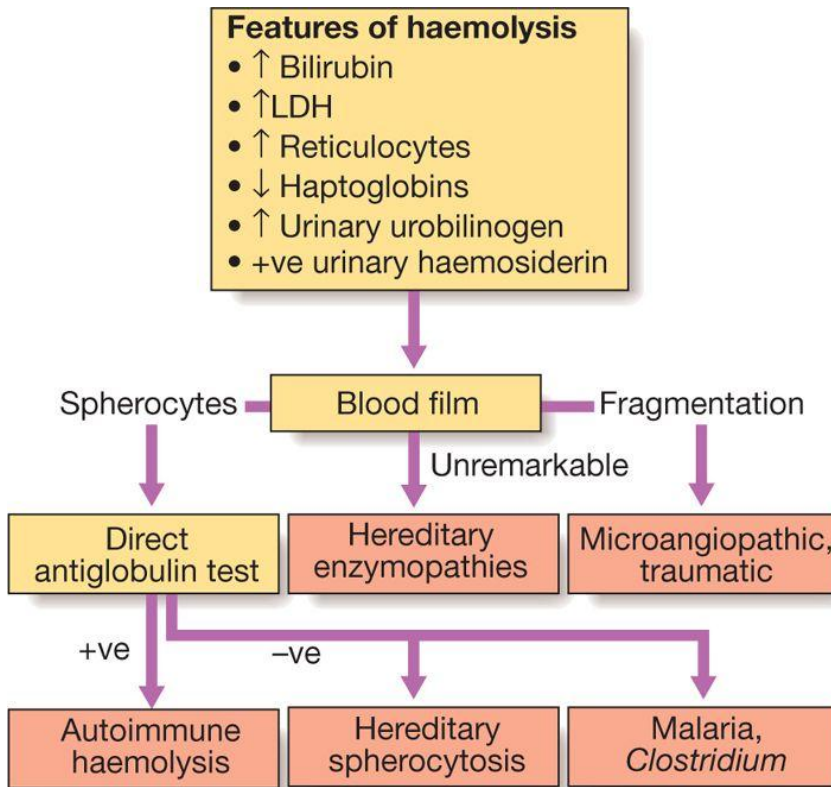 Features of haemolysis
• ↑ Bilirubin
• ↑LDH
• ↑ Reticulocytes
• ↓ Haptoglobins
• ↑ Urinary urobilinogen
• +ve urinary haemosiderin
Spherocytes
Blood film
Fragmentation
Unremarkable
Direct
antiglobulin test
Hereditary
enzymopathies
Microangiopathic,
traumatic
+ve
–ve
Autoimmune
haemolysis
Hereditary
spherocytosis
Malaria,
Clostridium